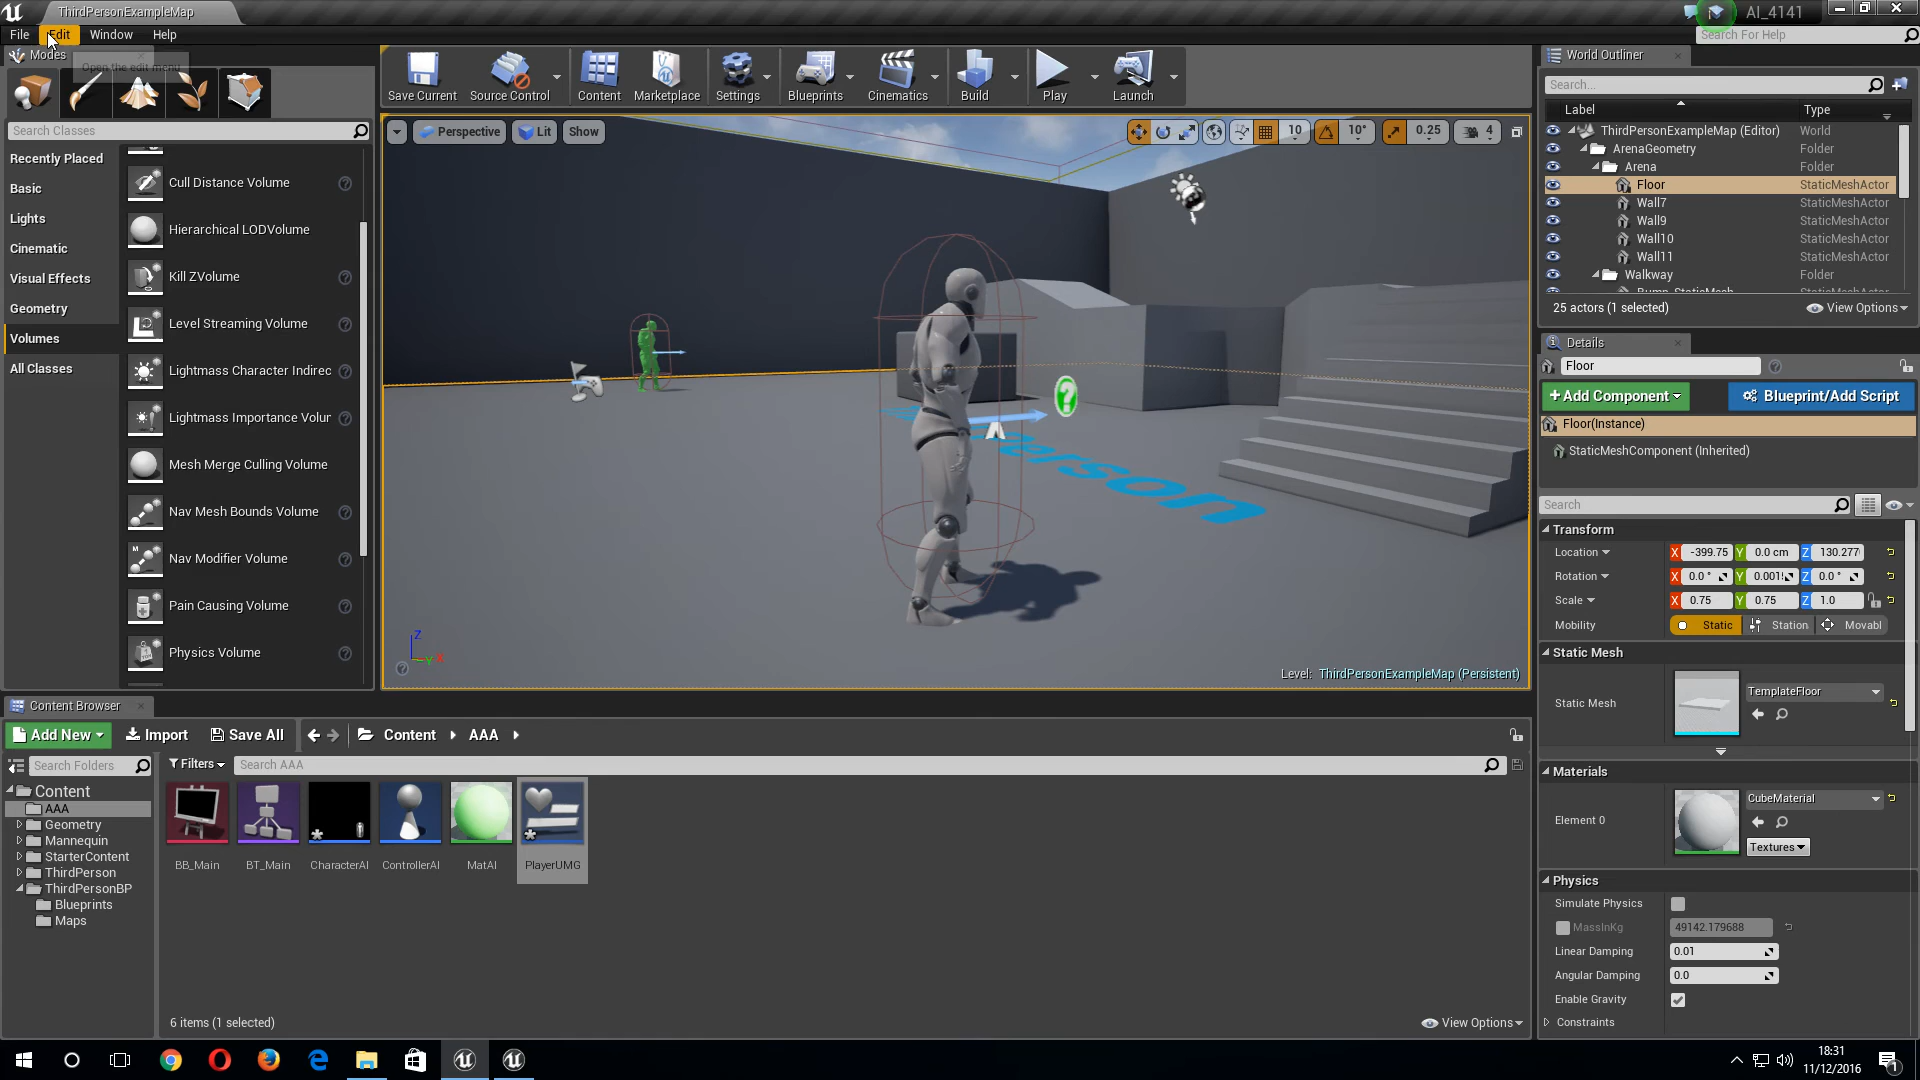 ThirdPersonExampleMap
AI_4141
File Edit Window Help
Search For Help
Modes
Open the edit menu
Save Current
Source Control
Content
Marketplace
Settings
Blueprints
Cinematics
Build
Play
Launch
World Outliner
Search...
Label
Type
Search Classes
Recently Placed
Basic
Lights
Cinematic
Visual Effects
Geometry
Volumes
All Classes
Cull Distance Volume
Hierarchical LODVolume
Kill ZVolume
Level Streaming Volume
Lightmass Character Indirec
Lightmass Importance Volur
Mesh Merge Culling Volume
Nav Mesh Bounds Volume
Nav Modifier Volume
Pain Causing Volume
Physics Volume
Perspective
Lit
Show
10
10°
0.25
4
erson
Z
Y
X
Level: ThirdPersonExampleMap (Persistent)
ThirdPersonExampleMap (Editor) World
ArenaGeometry Folder
Arena Folder
Floor StaticMeshActor
Wall7 StaticMeshActor
Wall9 StaticMeshActor
Wall10 StaticMeshActor
Wall11 StaticMeshActor
Walkway Folder
Bump_StaticMesh StaticMeshActor
25 actors (1 selected)
View Options
Details
Floor
Add Component
Blueprint/Add Script
Floor(Instance)
StaticMeshComponent (Inherited)
Search
Transform
Location X -399.75 Y 0.0 cm Z 130.277
Rotation X 0.0 ° Y 0.001 Z 0.0 °
Scale X 0.75 Y 0.75 Z 1.0
Mobility Static Station Movabl
Static Mesh
Static Mesh
TemplateFloor
Materials
Element 0
CubeMaterial
Textures
Physics
Simulate Physics
MassInKg 49142.179688
Linear Damping 0.01
Angular Damping 0.0
Enable Gravity
Constraints
Content Browser
Add New
Import
Save All
Content
AAA
Search Folders
Filters
Search AAA
Content
AAA
Geometry
Mannequin
StarterContent
ThirdPerson
ThirdPersonBP
Blueprints
Maps
BB_Main
BT_Main
CharacterAI
ControllerAI
MatAI
PlayerUMG
6 items (1 selected)
View Options
18:31
11/12/2016
1